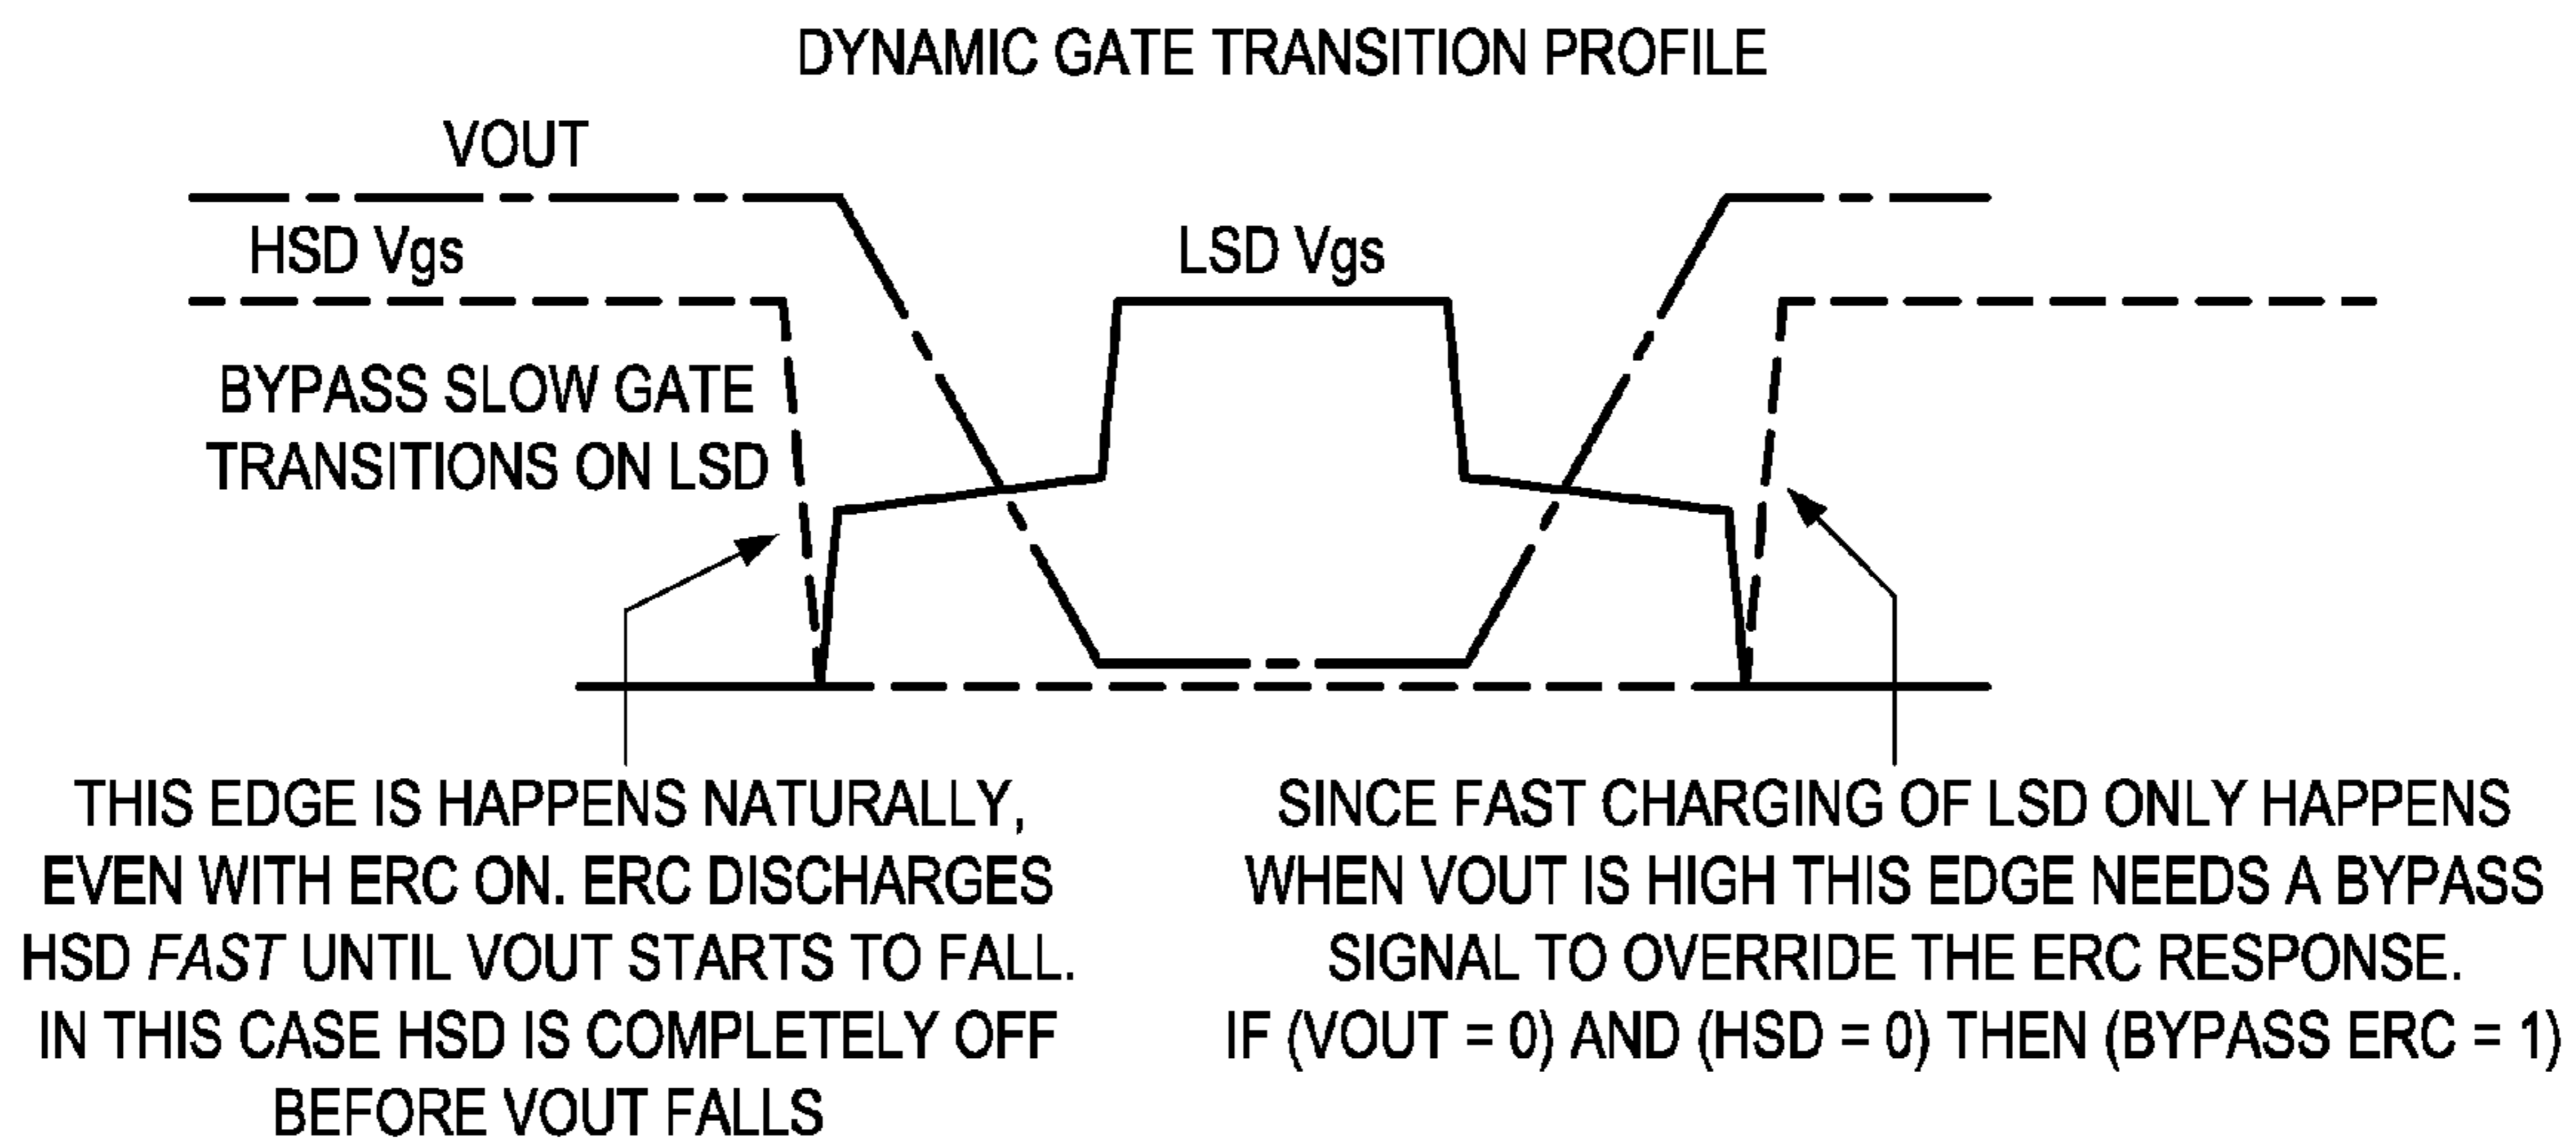 DYNAMIC GATE TRANSITION PROFILE
VOUT
HSD Vgs
LSD Vgs
BYPASS SLOW GATE
TRANSITIONS ON LSD
THIS EDGE IS HAPPENS NATURALLY,
EVEN WITH ERC ON. ERC DISCHARGES
HSD FAST UNTIL VOUT STARTS TO FALL.
IN THIS CASE HSD IS COMPLETELY OFF
BEFORE VOUT FALLS
SINCE FAST CHARGING OF LSD ONLY HAPPENS
WHEN VOUT IS HIGH THIS EDGE NEEDS A BYPASS
SIGNAL TO OVERRIDE THE ERC RESPONSE.
IF (VOUT = 0) AND (HSD = 0) THEN (BYPASS ERC = 1)